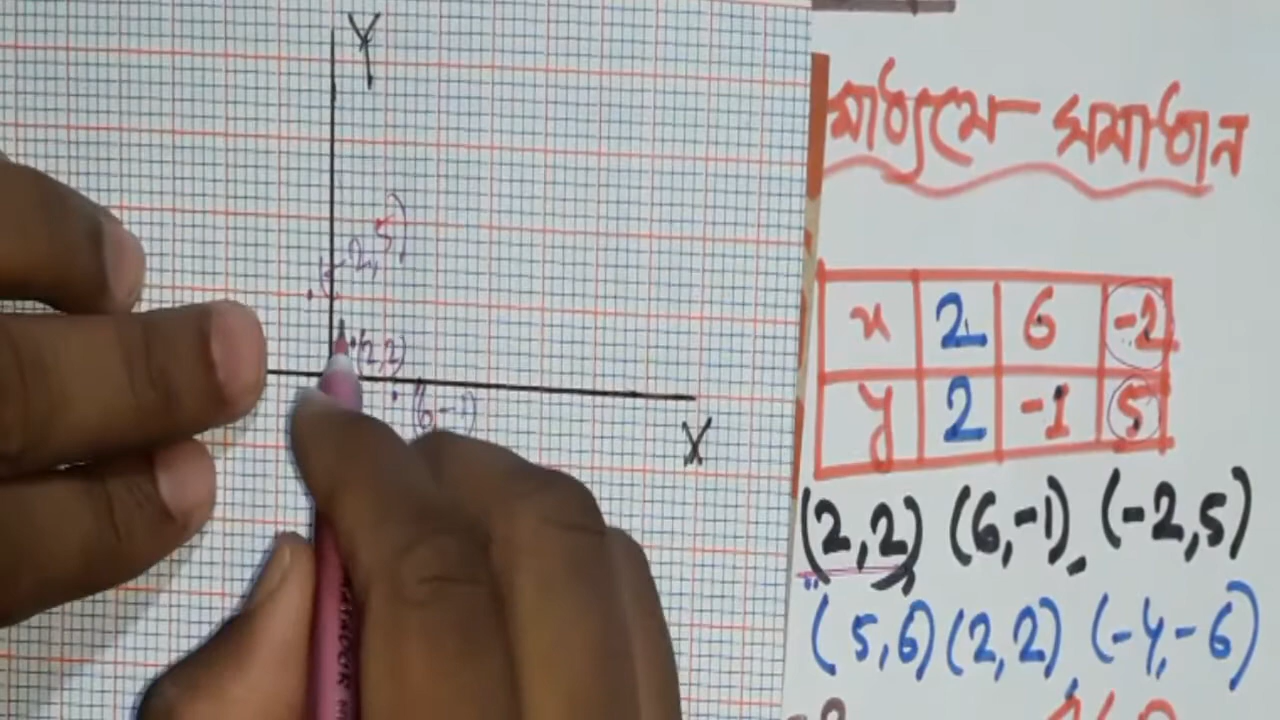 মাধ্যমে সমাধান
Y
(-2,5)
(2,2)
(6-1)
X
x 2 6 -2
y 2 -1 5
(2,2) (6,-1), (-2,5)
(5,6) (2,2), (-4,-6)